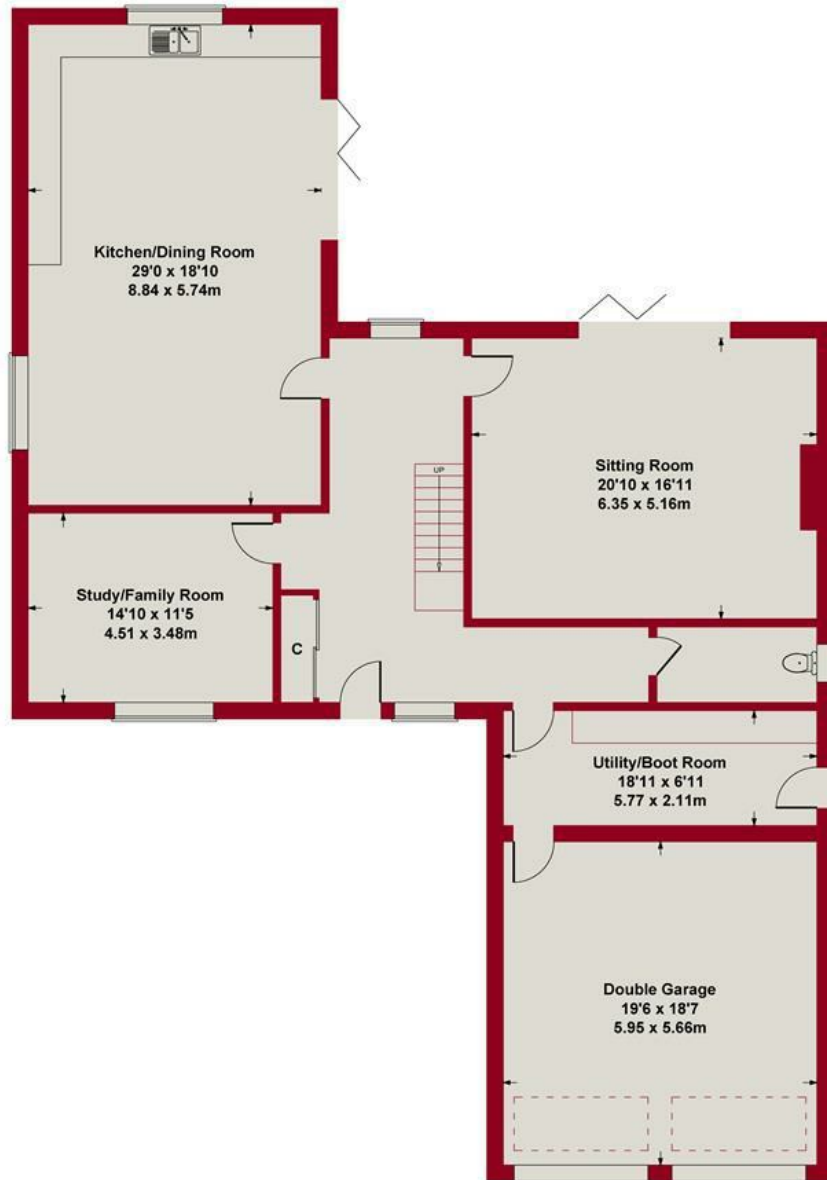 Kitchen/Dining Room
29'0 x 18'10
8.84 x 5.74m
UP
Sitting Room
20'10 x 16'11
6.35 x 5.16m
Study/Family Room
14'10 x 11'5
4.51 x 3.48m
C
Utility/Boot Room
18'11 x 6'11
5.77 x 2.11m
Double Garage
19'6 x 18'7
5.95 x 5.66m